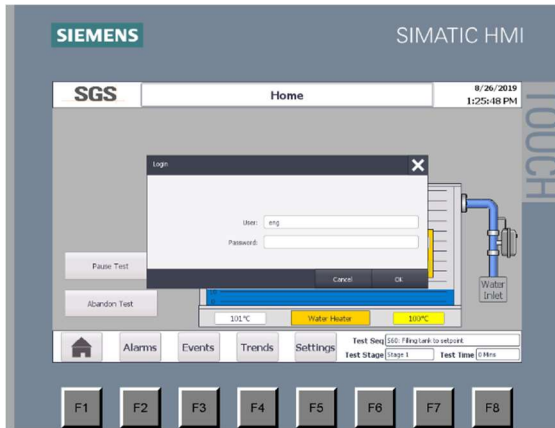 SIEMENS
SIMATIC HMI
TOUCH
SGS
Home
8/26/2019
1:25:48 PM
Login
User: eng
Password:
Cancel Ok
Pause Test
Abandon Test
Water
Inlet
101°C Water Heater 100°C
Alarms Events Trends Settings
Test Seq S60: Filling tank to setpoint
Test Stage Stage 1 Test Time 0 Mins
F1 F2 F3 F4 F5 F6 F7 F8